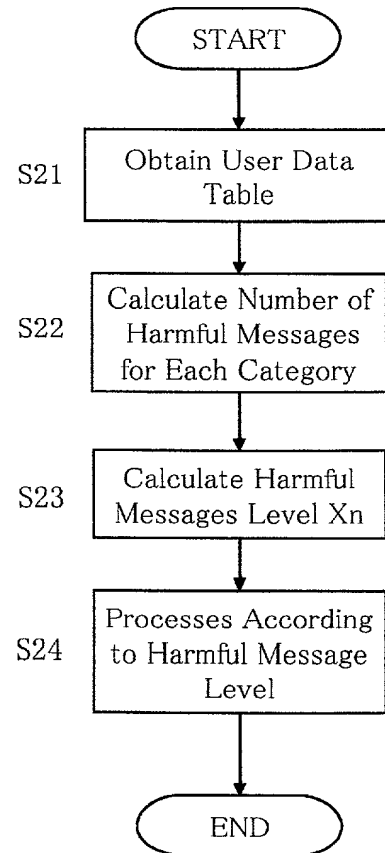 START
S21
Obtain User Data
Table
S22
Calculate Number of
Harmful Messages
for Each Category
S23
Calculate Harmful
Messages Level Xn
S24
Processes According
to Harmful Message
Level
END